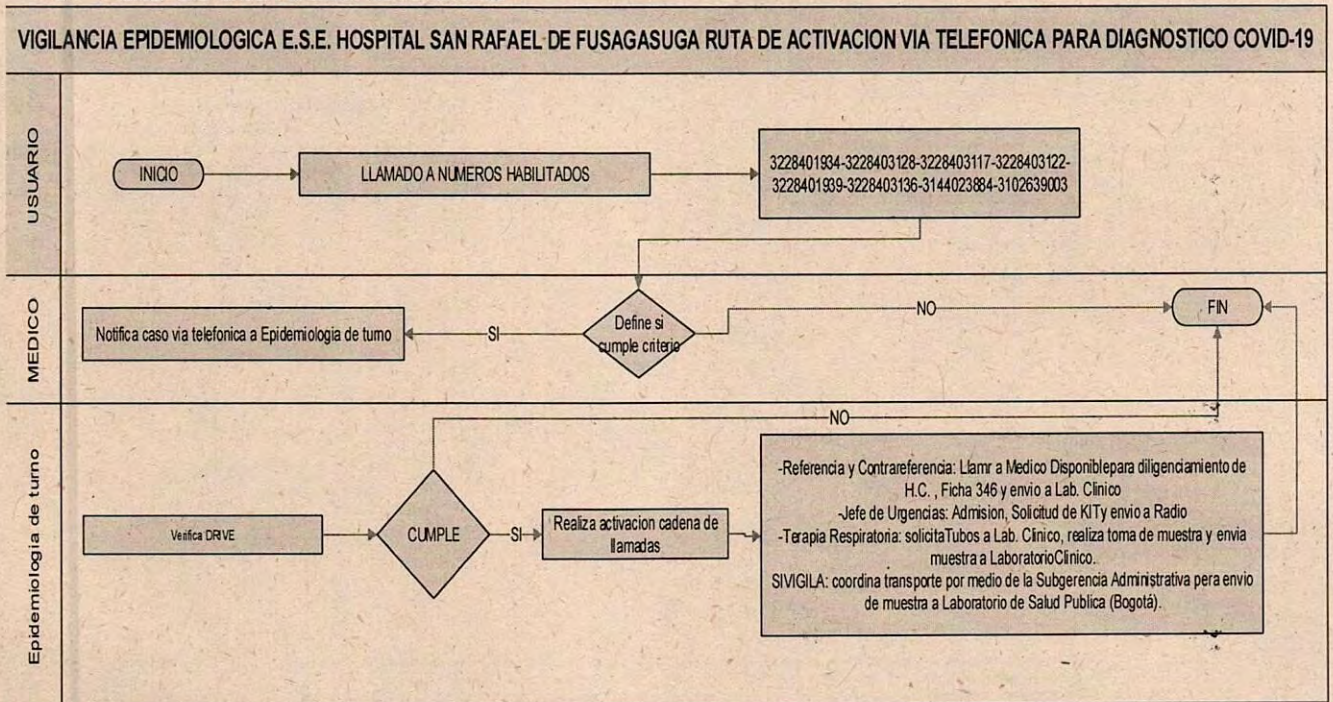 VIGILANCIA EPIDEMIOLOGICA E.S.E. HOSPITAL SAN RAFAEL DE FUSAGASUGA RUTA DE ACTIVACION VIA TELEFONICA PARA DIAGNOSTICO COVID-19
USUARIO
INICIO
LLAMADO A NUMEROS HABILITADOS
3228401934-3228403128-3228403117-3228403122-
3228401939-3228403136-3144023884-3102639003
MEDICO
Notifica caso via telefonica a Epidemiologia de turno
SI
Define si
cumple criterio
NO
FIN
Epidemiologia de turno
Verifica DRIVE
CUMPLE
NO
SI
Realiza activacion cadena de
llamadas
-Referencia y Contrareferencia: Llamr a Medico Disponiblepara diligenciamiento de
H.C. , Ficha 346 y envio a Lab. Clinico
-Jefe de Urgencias: Admision, Solicitud de KITy envio a Radio
-Terapia Respiratoria: solicitaTubos a Lab. Clinico, realiza toma de muestra y envia
muestra a LaboratorioClinico.
SIVIGILA: coordina transporte por medio de la Subgerencia Administrativa pera envio
de muestra a Laboratorio de Salud Publica (Bogotá).